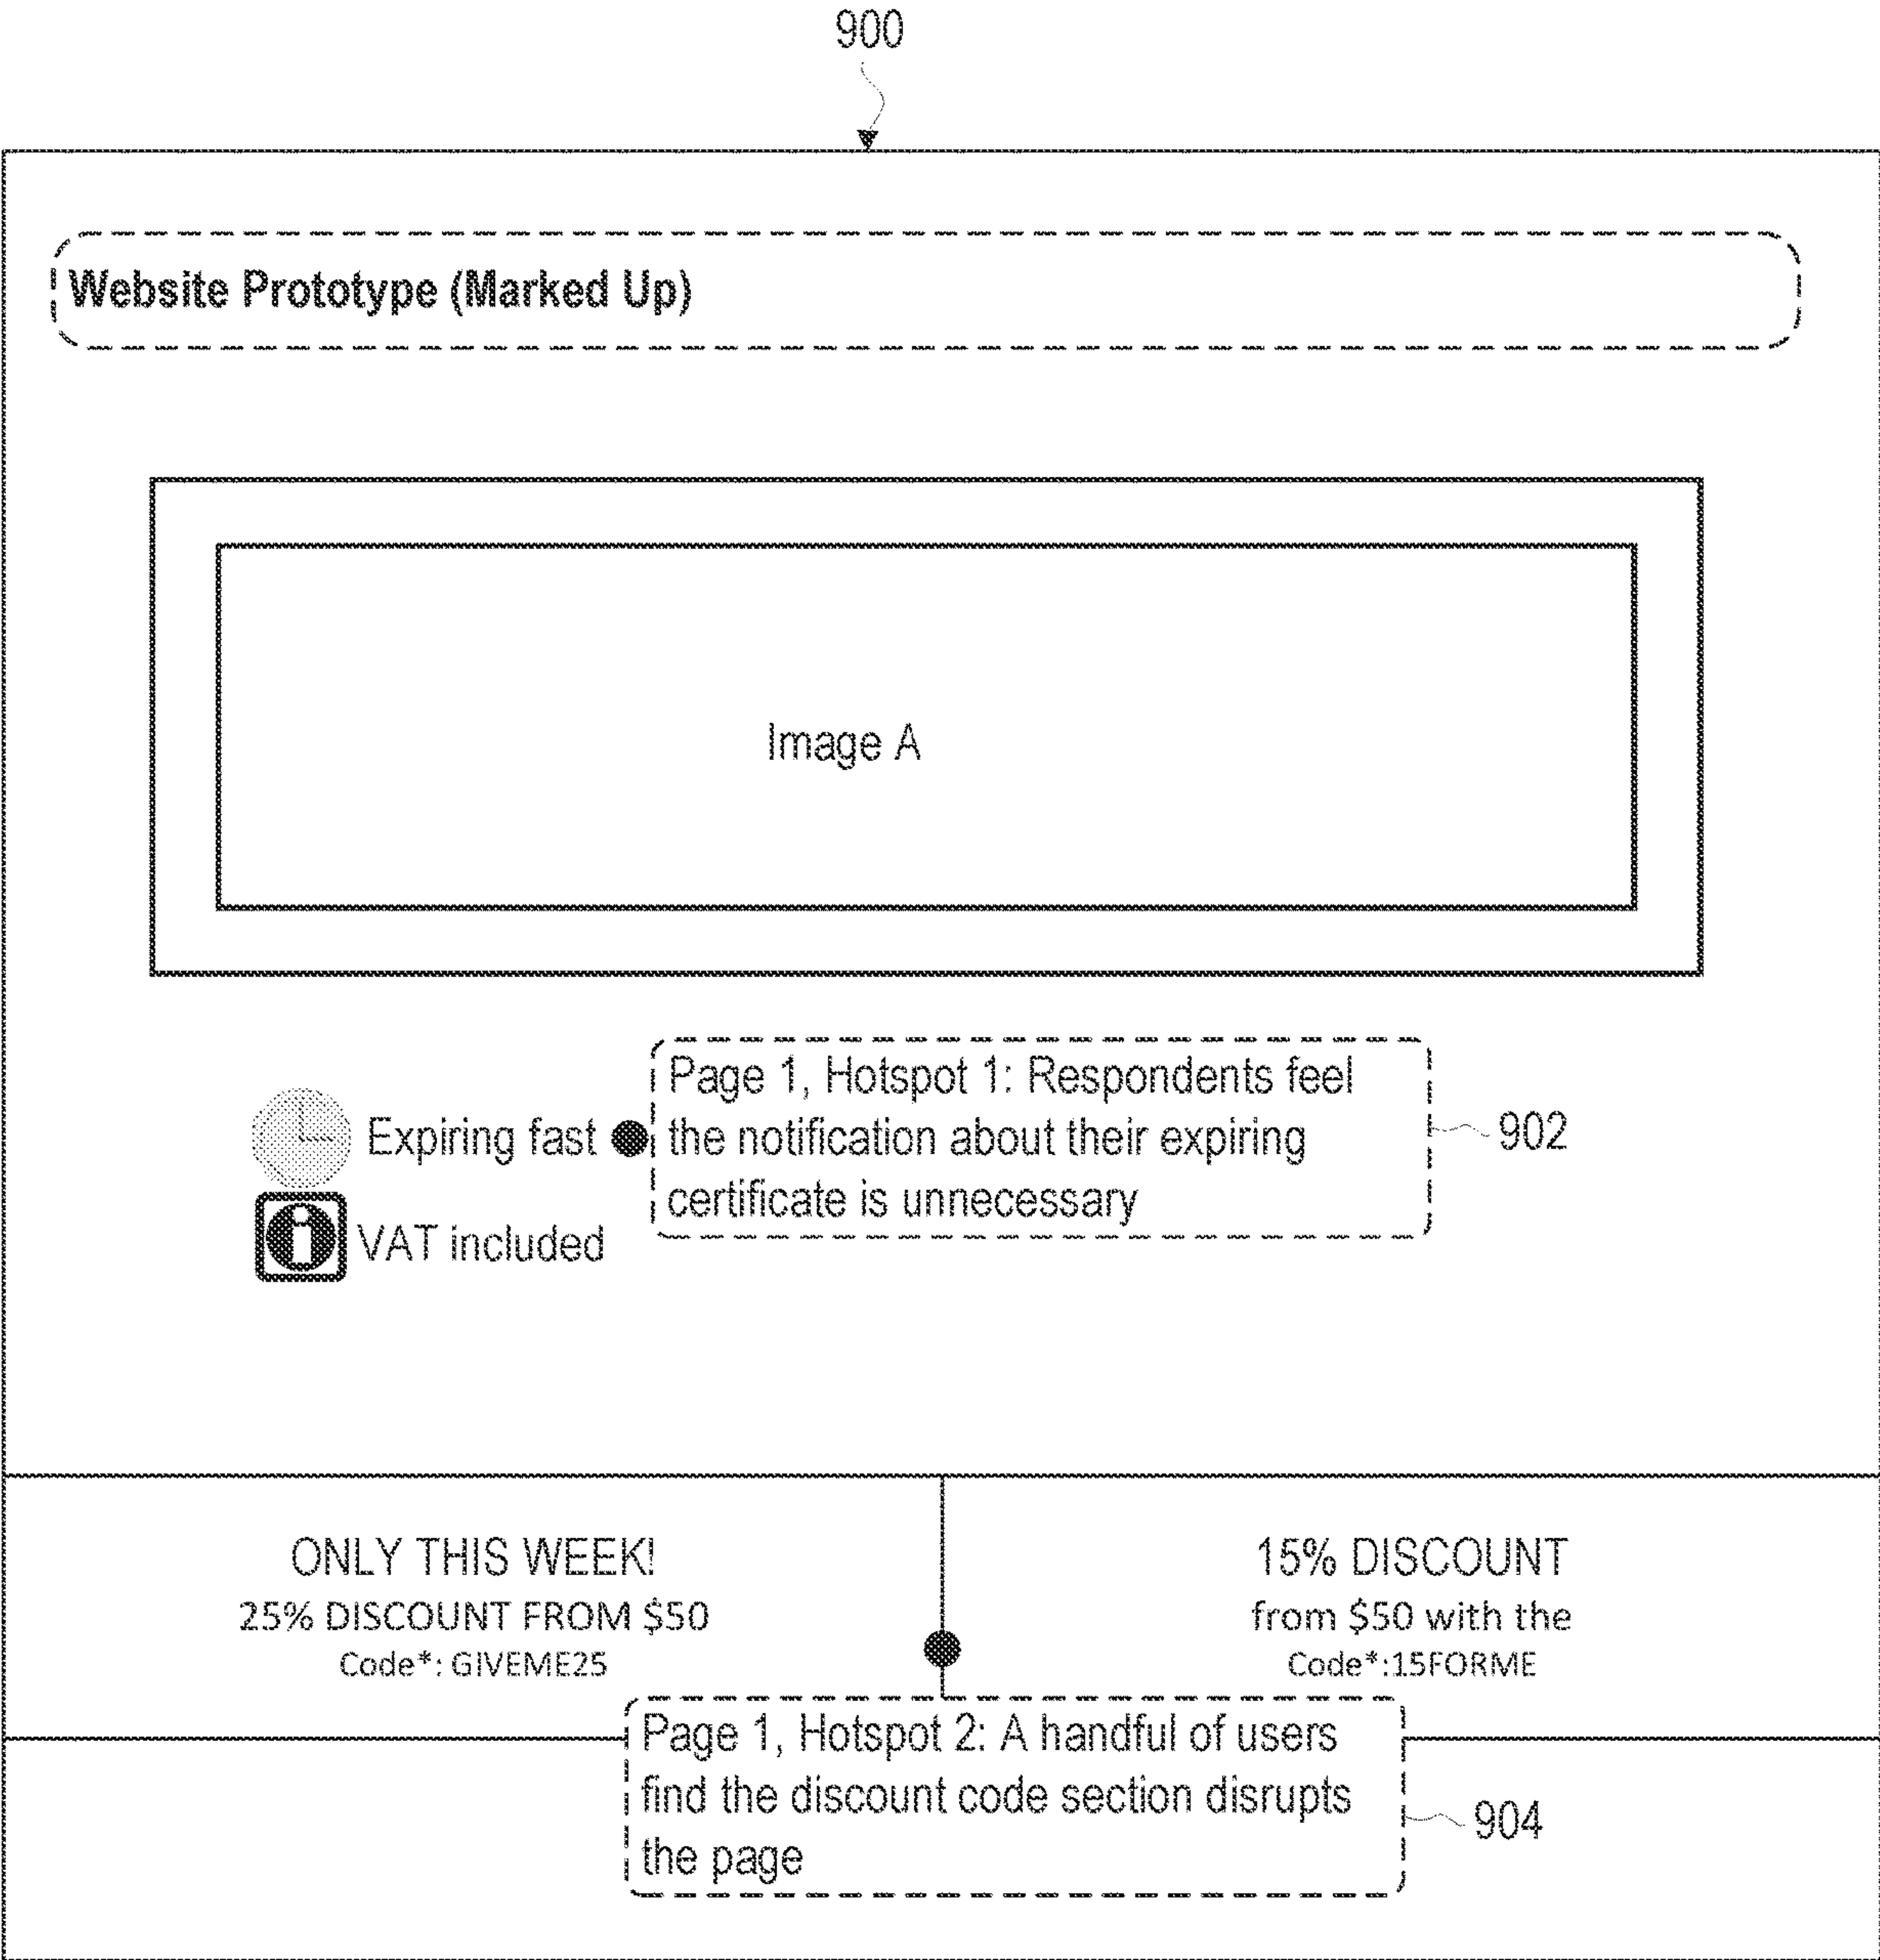 900
Website Prototype (Marked Up)
Image A
Expiring fast
Page 1, Hotspot 1: Respondents feel
the notification about their expiring
certificate is unnecessary
902
i
VAT included
ONLY THIS WEEK!
25% DISCOUNT FROM $50
Code*: GIVEME25
15% DISCOUNT
from $50 with the
Code*:15FORME
Page 1, Hotspot 2: A handful of users
find the discount code section disrupts
the page
904